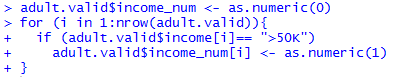 > adult.valid$income_num <- as.numeric(0)
> for (i in 1:nrow(adult.valid)){
+   if (adult.valid$income[i]== ">50K")
+     adult.valid$income_num[i] <- as.numeric(1)
+ }